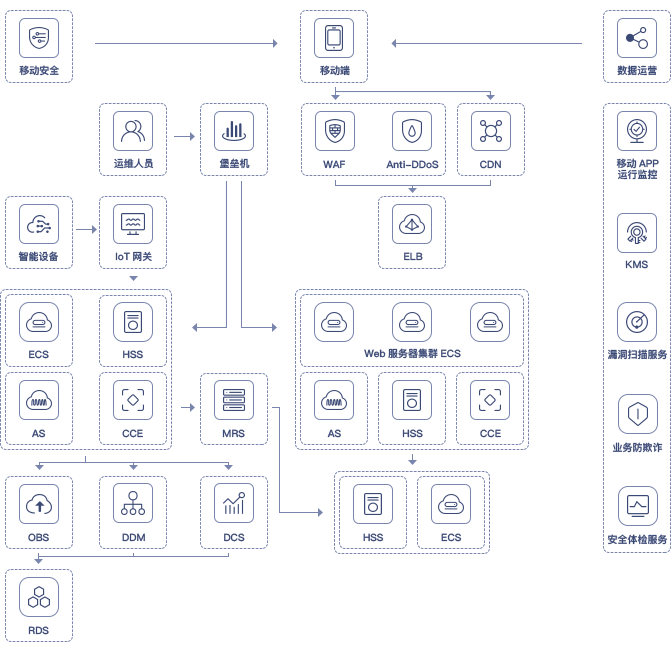 移动安全
移动端
数据运营
运维人员
堡垒机
WAF
Anti-DDoS
CDN
移动 APP
运行监控
智能设备
IoT 网关
ELB
KMS
ECS
HSS
Web 服务器集群 ECS
漏洞扫描服务
AS
CCE
MRS
AS
HSS
CCE
业务防欺诈
OBS
DDM
DCS
HSS
ECS
安全体检服务
RDS